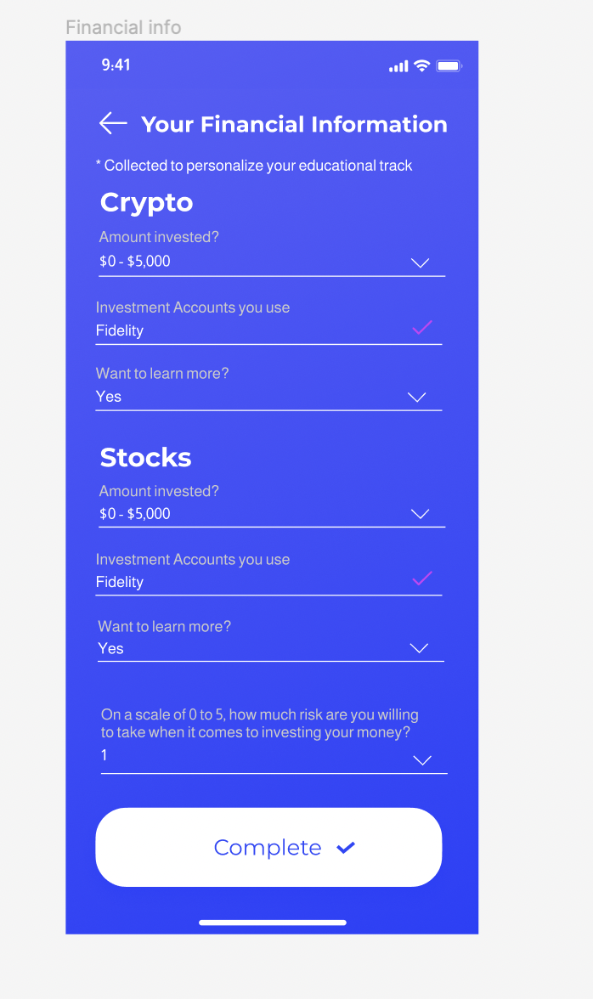 Financial info
9:41
Your Financial Information
* Collected to personalize your educational track
Crypto
Amount invested?
$0 - $5,000
Investment Accounts you use
Fidelity
Want to learn more?
Yes
Stocks
Amount invested?
$0 - $5,000
Investment Accounts you use
Fidelity
Want to learn more?
Yes
On a scale of 0 to 5, how much risk are you willing
to take when it comes to investing your money?
1
Complete